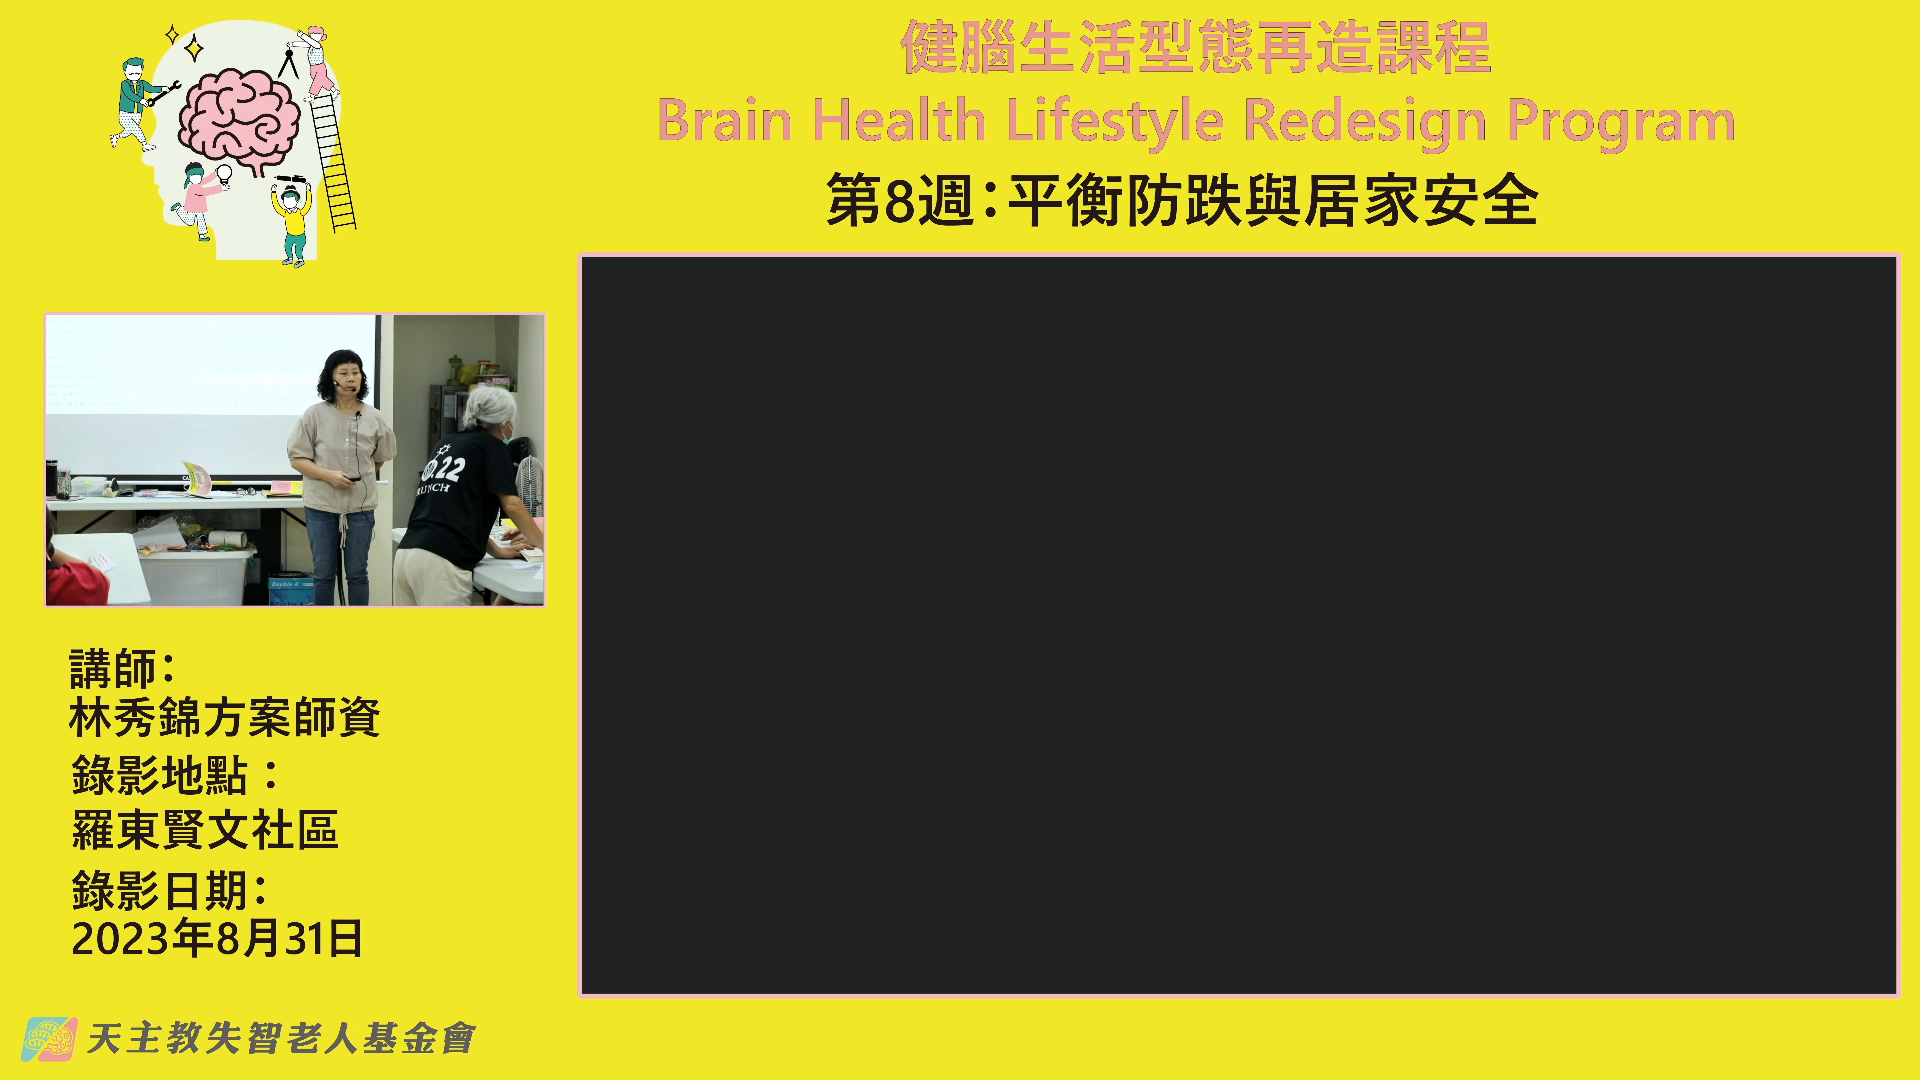 健腦生活型態再造課程
Brain Health Lifestyle Redesign Program
第8週：平衡防跌與居家安全
22
UNCH
Double A
講師：
林秀錦方案師資
錄影地點：
羅東賢文社區
錄影日期：
2023年8月31日
天主教失智老人基金會